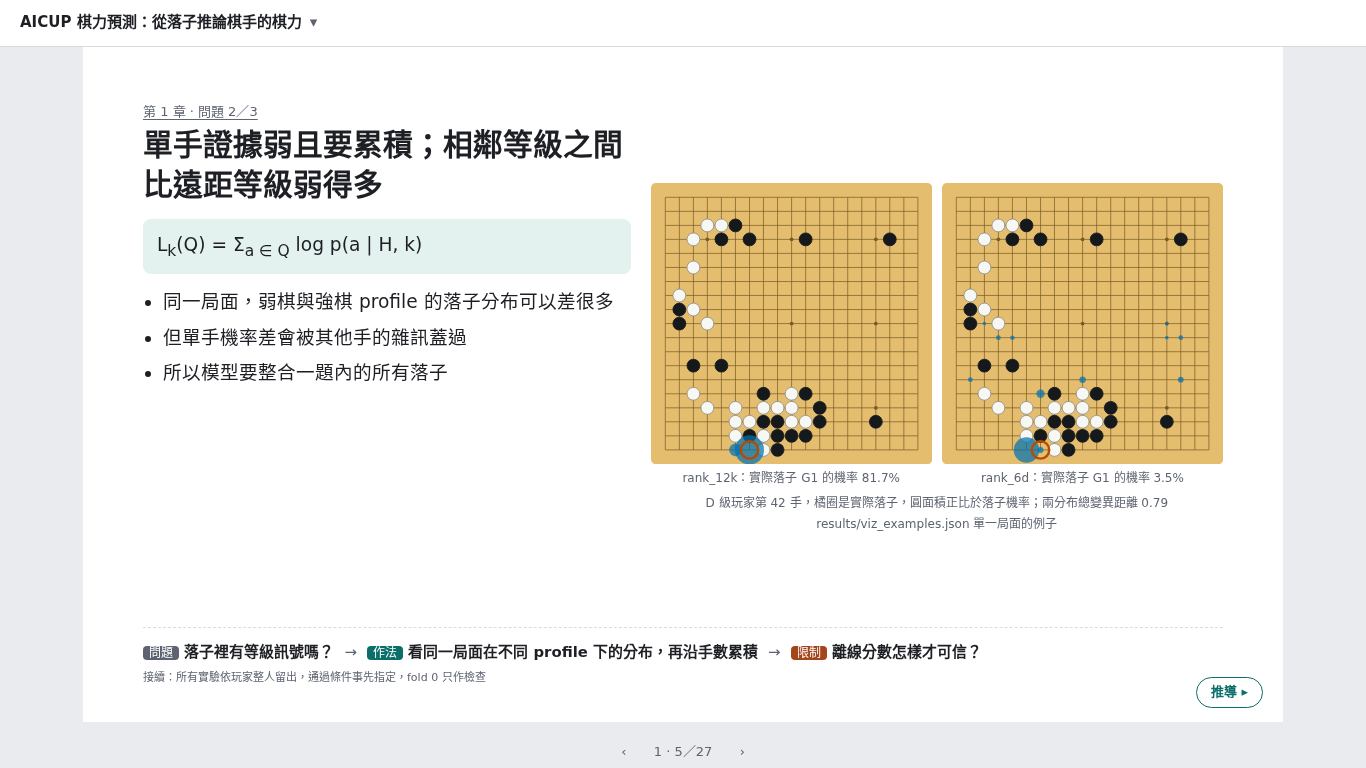 AICUP 棋力預測：從落子推論棋手的棋力 ▾
第 1 章 · 問題 2／3
單手證據弱且要累積；相鄰等級之間
比遠距等級弱得多
Lk(Q) = Σa ∈ Q log p(a | H, k)
• 同一局面，弱棋與強棋 profile 的落子分布可以差很多
• 但單手機率差會被其他手的雜訊蓋過
• 所以模型要整合一題內的所有落子
rank_12k：實際落子 G1 的機率 81.7%
rank_6d：實際落子 G1 的機率 3.5%
D 級玩家第 42 手，橘圈是實際落子，圓面積正比於落子機率；兩分布總變異距離 0.79
results/viz_examples.json 單一局面的例子
問題 落子裡有等級訊號嗎？ → 作法 看同一局面在不同 profile 下的分布，再沿手數累積 → 限制 離線分數怎樣才可信？
接續：所有實驗依玩家整人留出，通過條件事先指定，fold 0 只作檢查
推導 ▸
‹ 1 · 5／27 ›